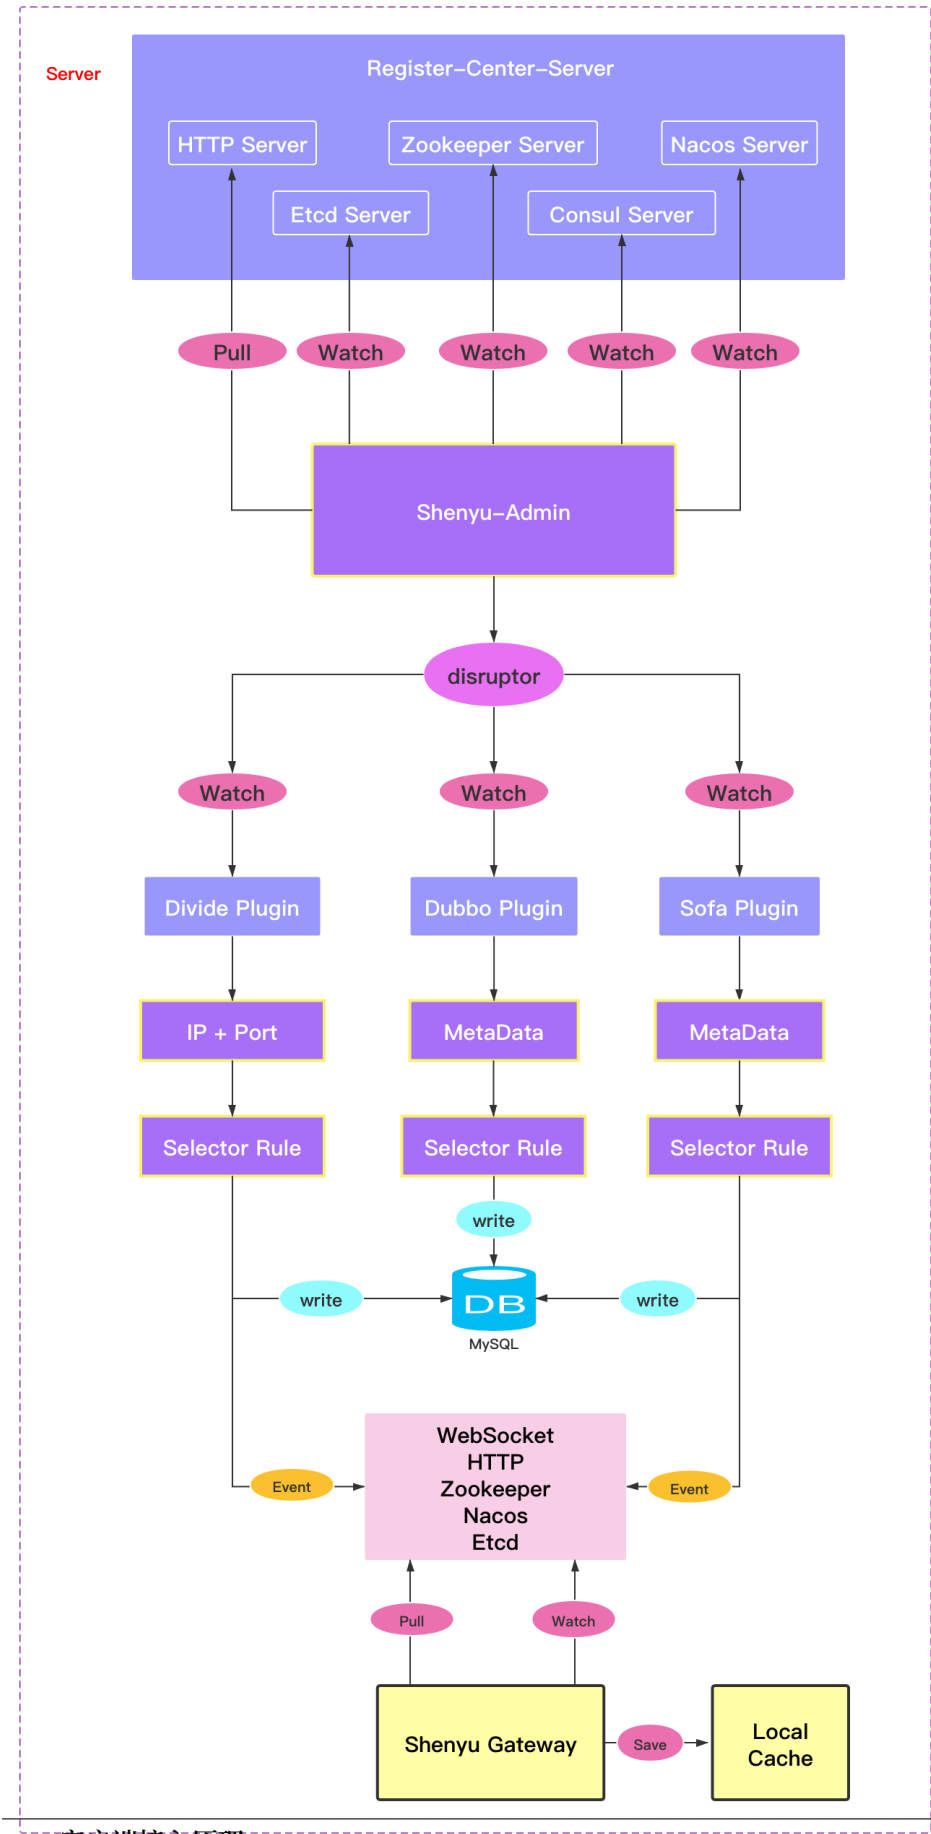 Server
Register-Center-Server
HTTP Server
Zookeeper Server
Nacos Server
Etcd Server
Consul Server
Pull
Watch
Watch
Watch
Watch
Shenyu-Admin
disruptor
Watch
Watch
Watch
Divide Plugin
Dubbo Plugin
Sofa Plugin
IP + Port
MetaData
MetaData
Selector Rule
Selector Rule
Selector Rule
write
write
DB
write
MySQL
WebSocket
HTTP
Zookeeper
Nacos
Etcd
Event
Event
Pull
Watch
Shenyu Gateway
Save
Local
Cache